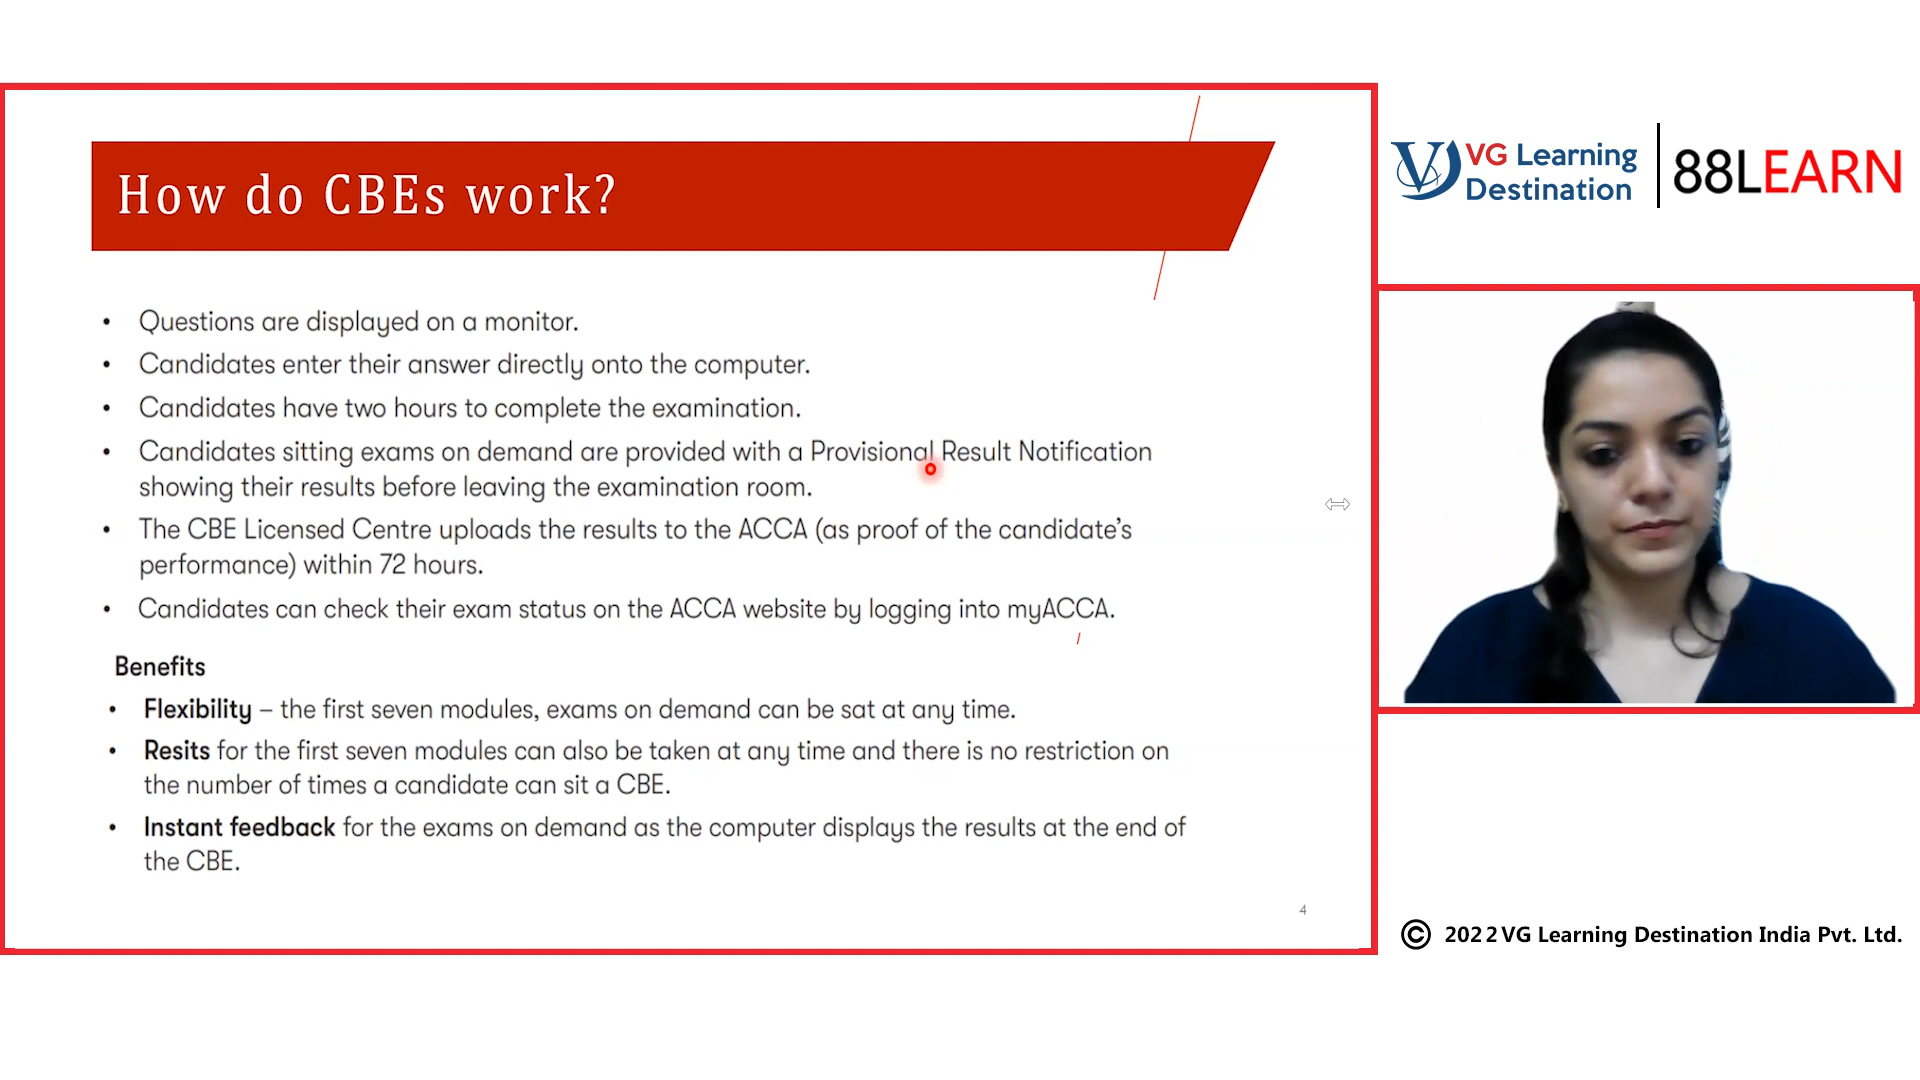 How do CBEs work?
• Questions are displayed on a monitor.
• Candidates enter their answer directly onto the computer.
• Candidates have two hours to complete the examination.
• Candidates sitting exams on demand are provided with a Provisional Result Notification
showing their results before leaving the examination room.
• The CBE Licensed Centre uploads the results to the ACCA (as proof of the candidate’s
performance) within 72 hours.
• Candidates can check their exam status on the ACCA website by logging into myACCA.
Benefits
• Flexibility – the first seven modules, exams on demand can be sat at any time.
• Resits for the first seven modules can also be taken at any time and there is no restriction on
the number of times a candidate can sit a CBE.
• Instant feedback for the exams on demand as the computer displays the results at the end of
the CBE.
4
VG Learning
Destination
88LEARN
© 2022 VG Learning Destination India Pvt. Ltd.